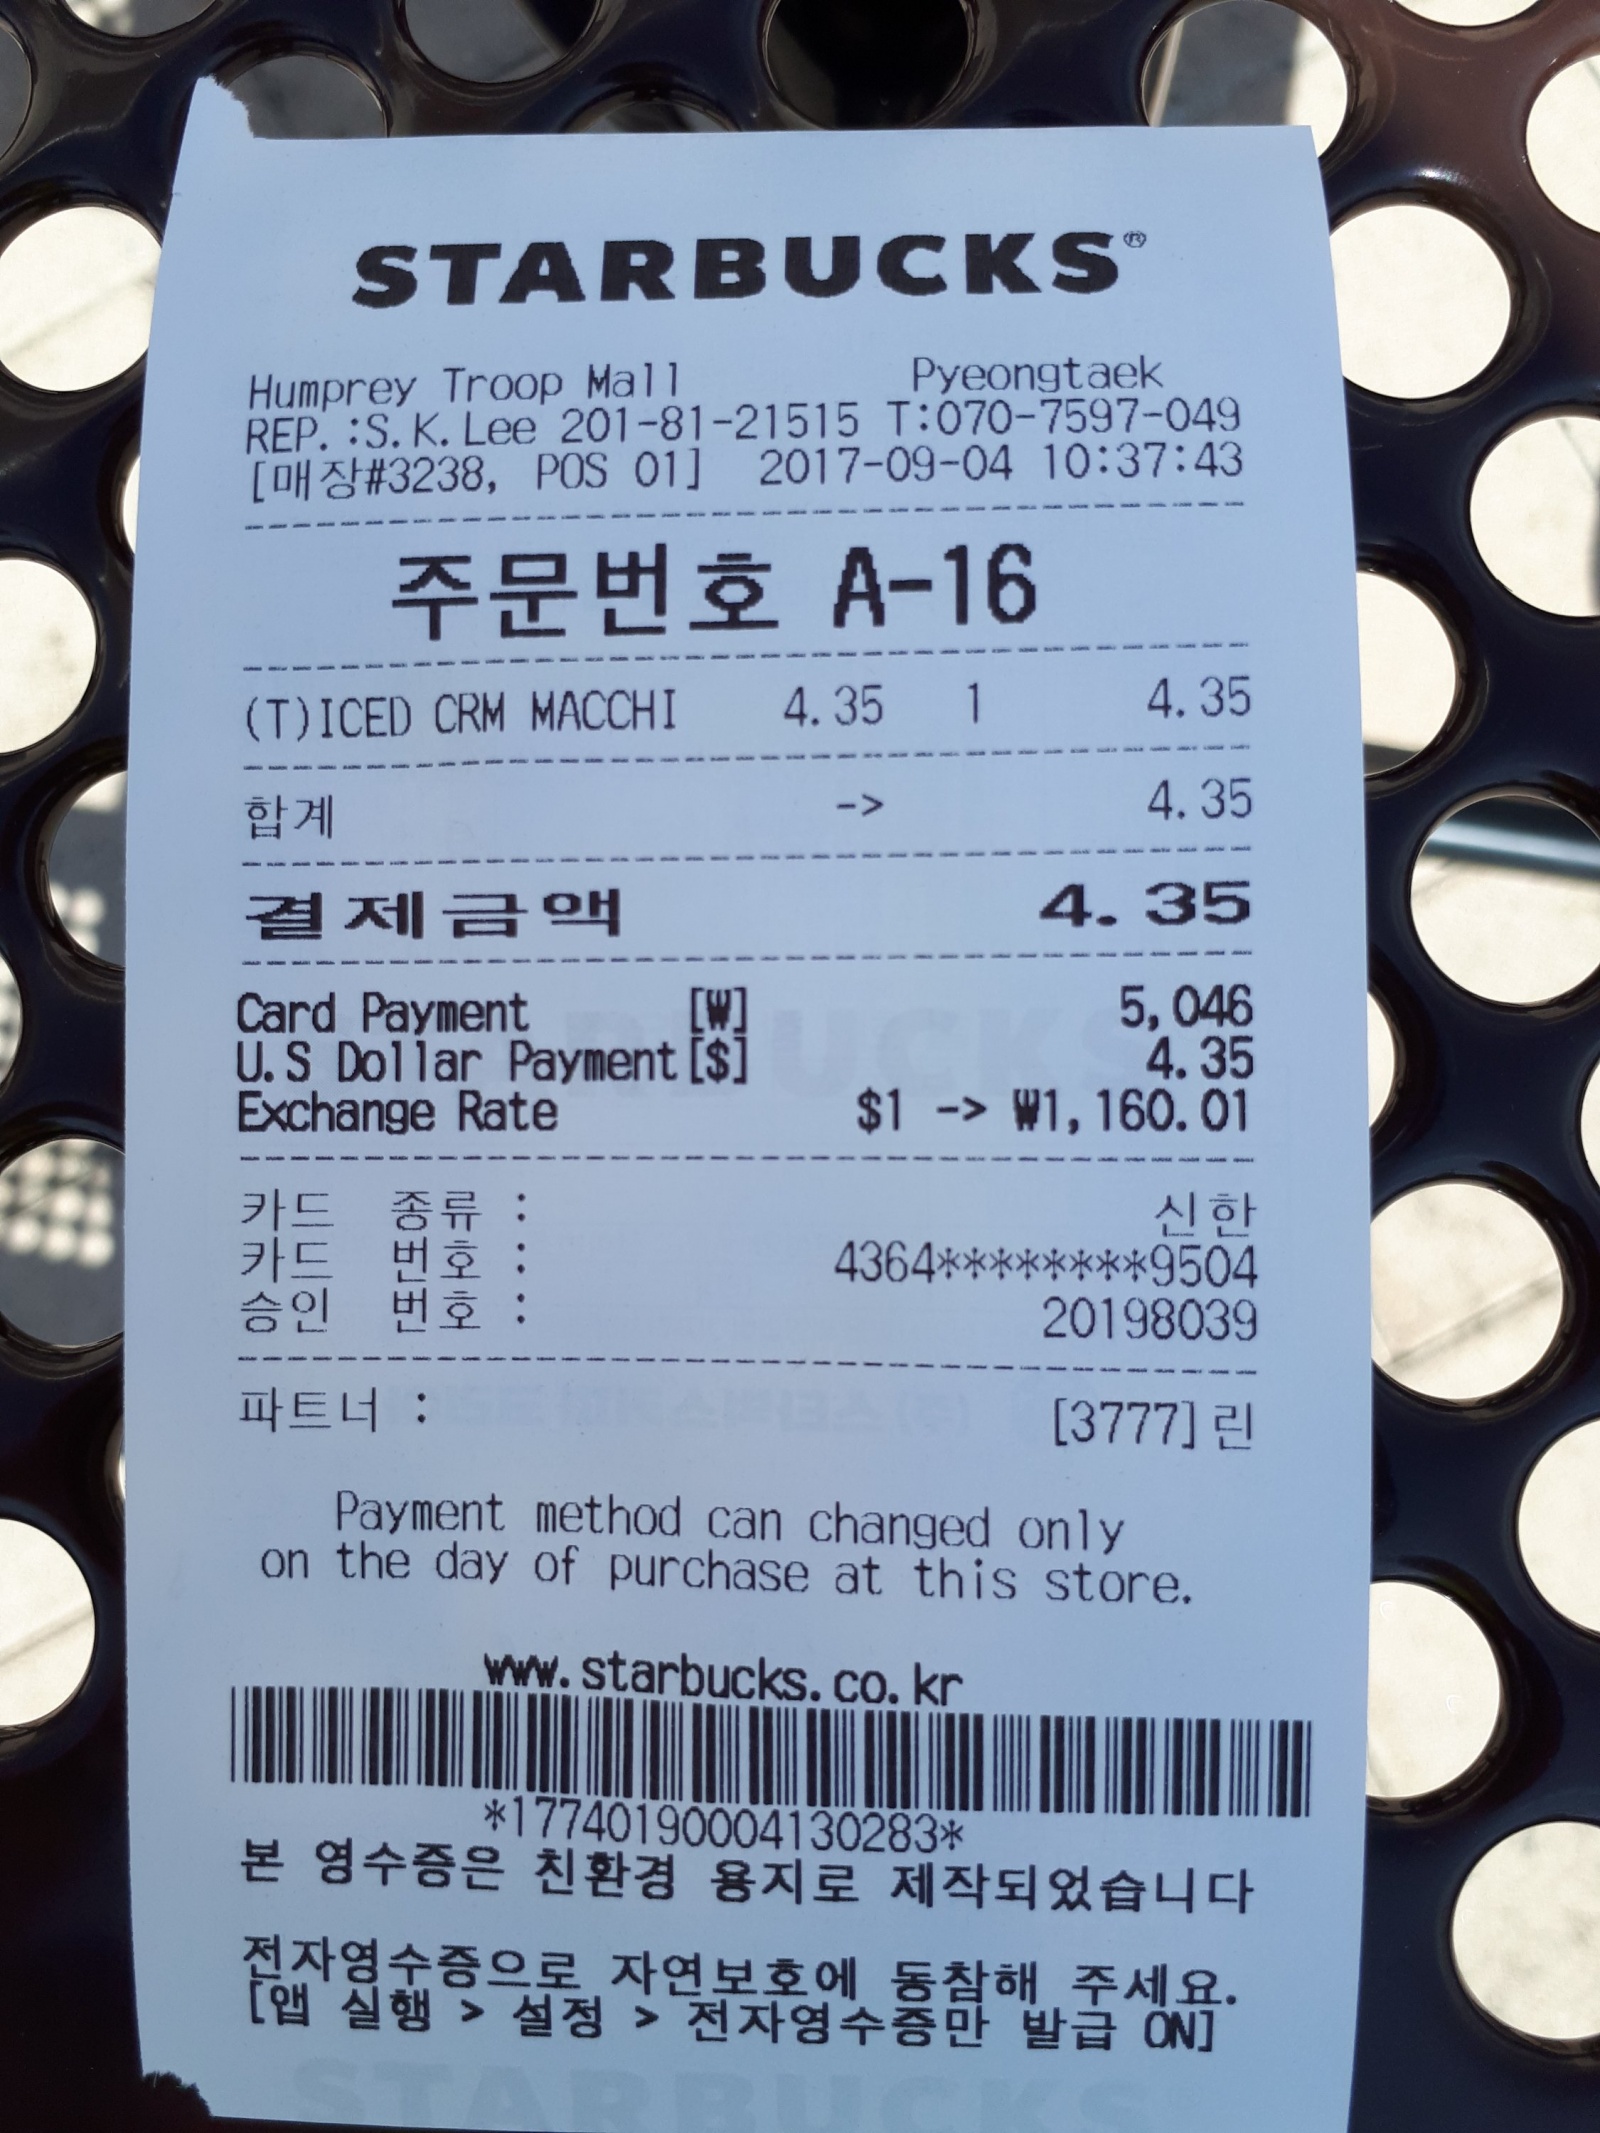 STARBUCKS®
Humprey Troop Mall Pyeongtaek
REP. :S.K.Lee 201-81-21515 T:070-7597-049
[매장#3238, POS 01] 2017-09-04 10:37:43
주문번호 A-16
(T)ICED CRM MACCHI 4.35 1 4.35
합계 -> 4.35
결제금액 4.35
Card Payment [₩] 5,046
U.S Dollar Payment[$] 4.35
Exchange Rate $1 -> ₩1,160.01
카드 종류 : 신한
카드 번호 : 4364********9504
승인 번호 : 20198039
파트너 : [3777]린
Payment method can changed only
on the day of purchase at this store.
www.starbucks.co.kr
*17740190004130283*
본 영수증은 친환경 용지로 제작되었습니다
전자영수증으로 자연보호에 동참해 주세요.
[앱 실행 > 설정 > 전자영수증만 발급 ON]
STARBUCKS